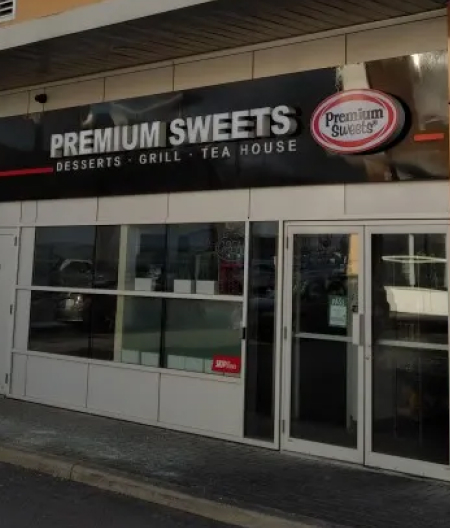 PREMIUM SWEETS
DESSERTS · GRILL · TEA HOUSE
Premium
Sweets®